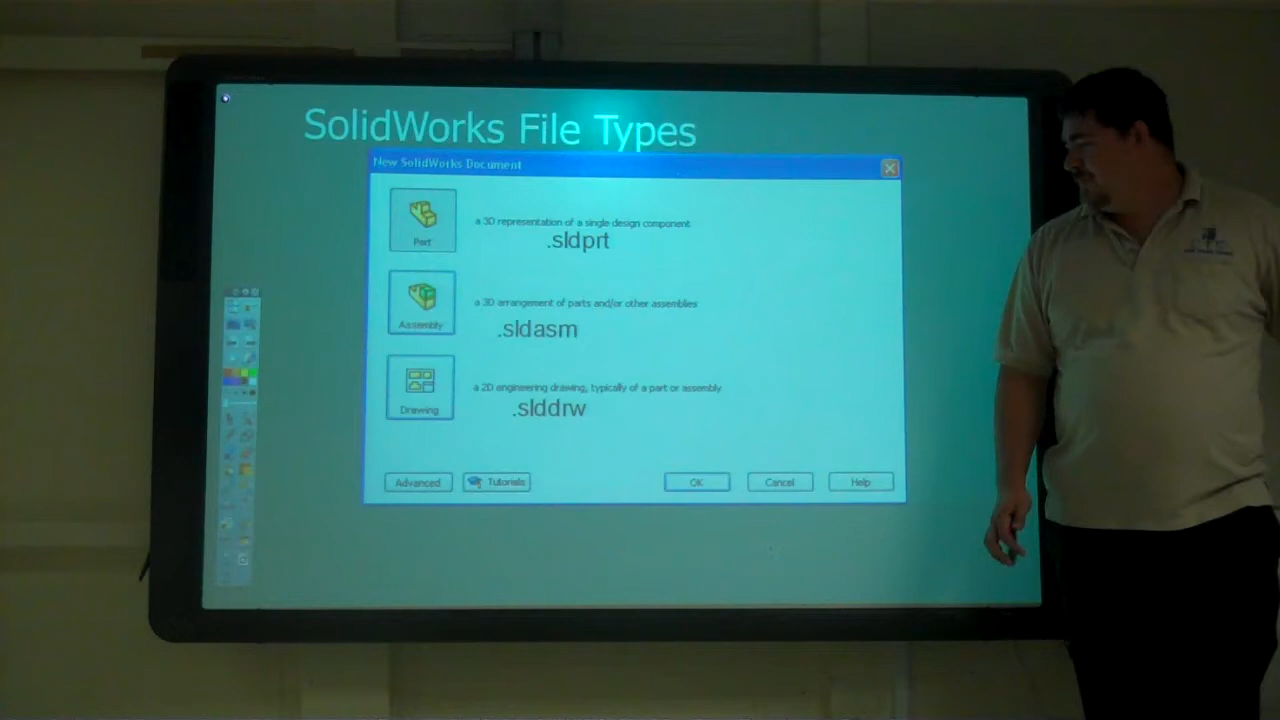 SolidWorks File Types
New SolidWorks Document
Part
a 3D representation of a single design component
.sldprt
Assembly
a 3D arrangement of parts and/or other assemblies
.sldasm
Drawing
a 2D engineering drawing, typically of a part or assembly
.slddrw
Advanced
Tutorials
OK
Cancel
Help